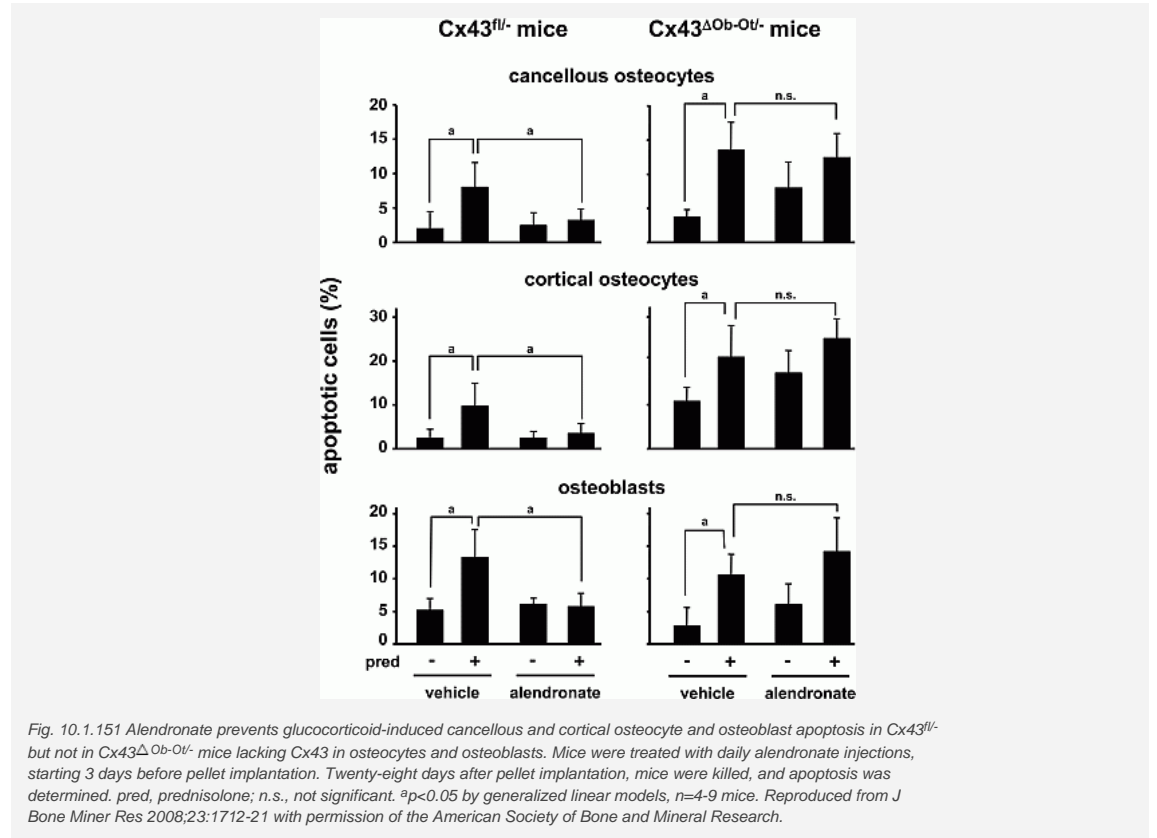 Cx43fl/- mice Cx43ΔOb-Ot/- mice
cancellous osteocytes
a a a n.s.
20
15
10
5
0
cortical osteocytes
a a a n.s.
30
20
10
0
osteoblasts
a a a n.s.
20
15
10
5
0
apoptotic cells (%)
pred - + - + - + - +
vehicle alendronate vehicle alendronate
Fig. 10.1.151 Alendronate prevents glucocorticoid-induced cancellous and cortical osteocyte and osteoblast apoptosis in Cx43fl/-
but not in Cx43Δ Ob-Ot/- mice lacking Cx43 in osteocytes and osteoblasts. Mice were treated with daily alendronate injections,
starting 3 days before pellet implantation. Twenty-eight days after pellet implantation, mice were killed, and apoptosis was
determined. pred, prednisolone; n.s., not significant. ap<0.05 by generalized linear models, n=4-9 mice. Reproduced from J
Bone Miner Res 2008;23:1712-21 with permission of the American Society of Bone and Mineral Research.